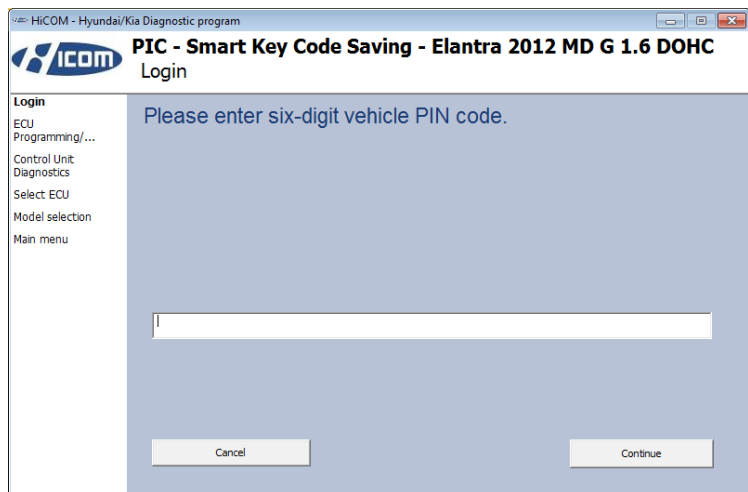 HiCOM - Hyundai/Kia Diagnostic program
HICOM
PIC - Smart Key Code Saving - Elantra 2012 MD G 1.6 DOHC
Login
Login
ECU
Programming/...
Control Unit
Diagnostics
Select ECU
Model selection
Main menu
Please enter six-digit vehicle PIN code.
Cancel
Continue